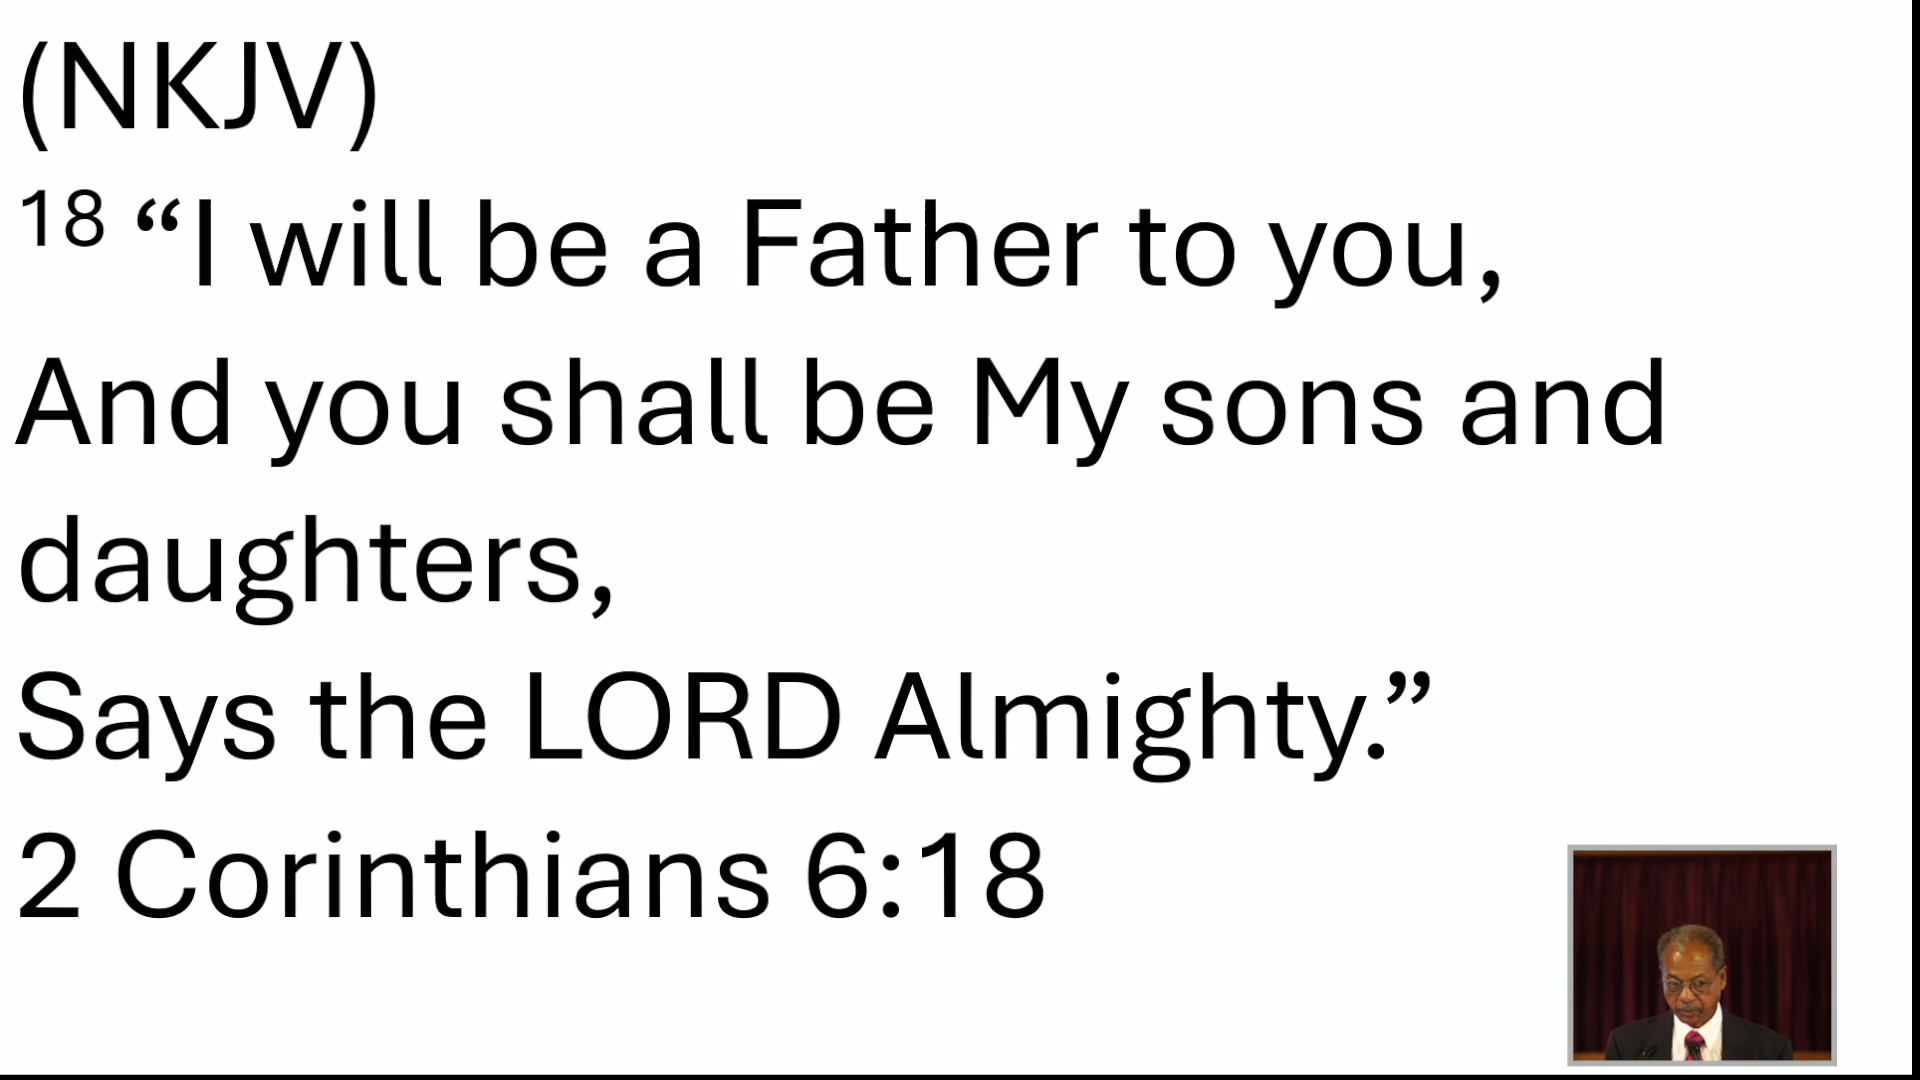 (NKJV)
18 “I will be a Father to you,
And you shall be My sons and
daughters,
Says the LORD Almighty.”
2 Corinthians 6:18